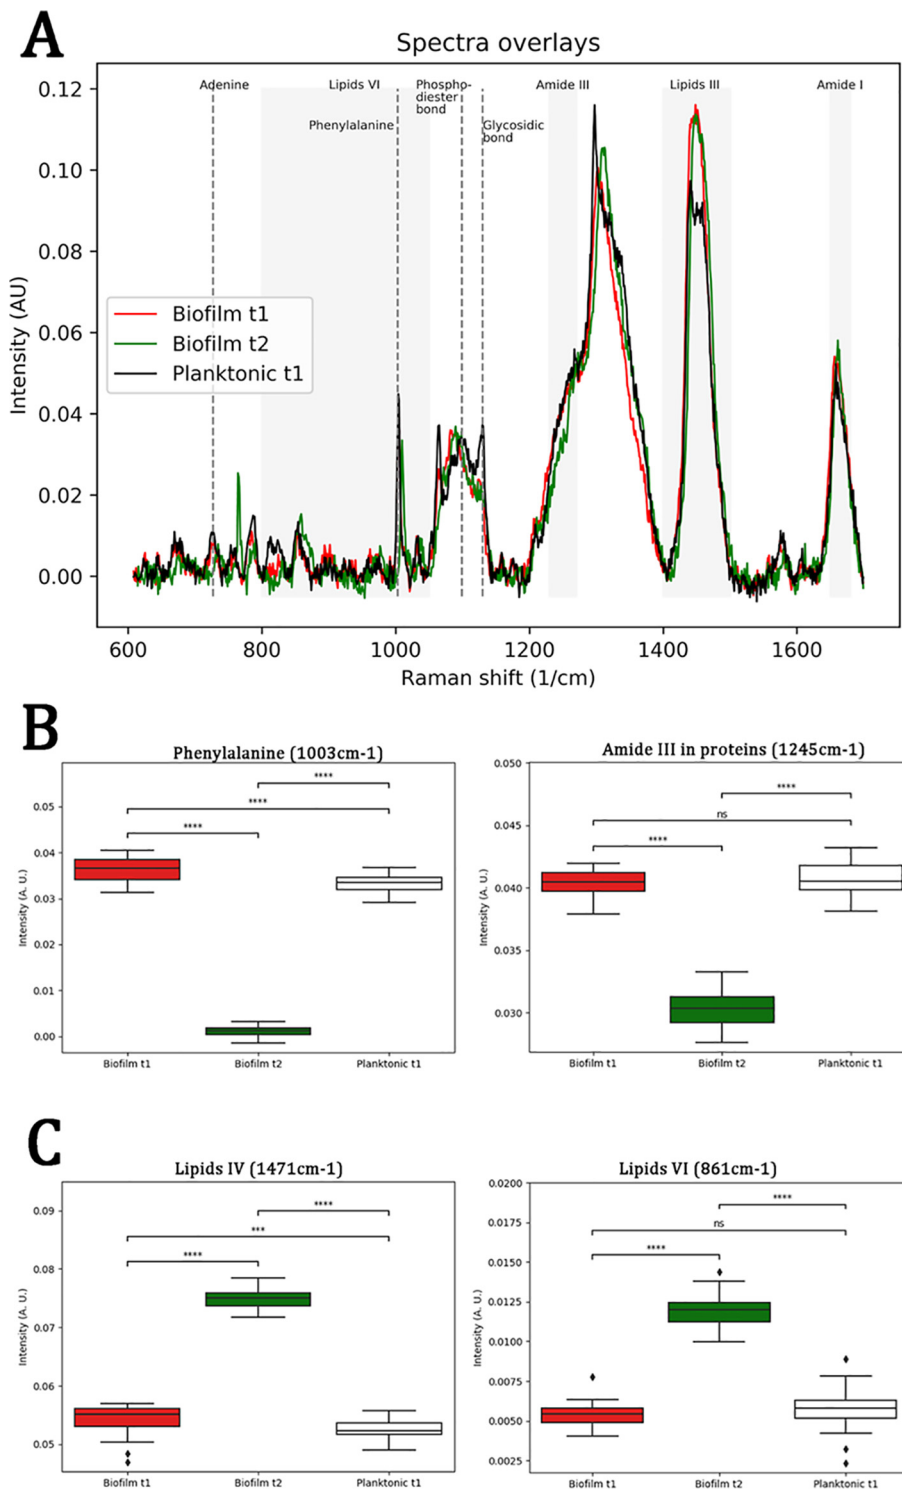 A
Spectra overlays
0.12
0.10
0.08
0.06
0.04
0.02
0.00
Intensity (AU)
Adenine
Lipids VI
Phospho-
diester
bond
Amide III
Lipids III
Amide I
Phenylalanine
Glycosidic
bond
Biofilm t1
Biofilm t2
Planktonic t1
600
800
1000
1200
1400
1600
Raman shift (1/cm)
B
Phenylalanine (1003cm-1)
0.05
0.04
0.03
0.02
0.01
0.00
Intensity (A. U.)
****
****
****
Biofilm t1
Biofilm t2
Planktonic t1
Amide III in proteins (1245cm-1)
0.050
0.045
0.040
0.035
0.030
Intensity (A. U.)
****
ns
****
Biofilm t1
Biofilm t2
Planktonic t1
C
Lipids IV (1471cm-1)
0.09
0.08
0.07
0.06
0.05
Intensity (A. U.)
****
***
****
Biofilm t1
Biofilm t2
Planktonic t1
Lipids VI (861cm-1)
0.0200
0.0175
0.0150
0.0125
0.0100
0.0075
0.0050
0.0025
Intensity (A. U.)
****
ns
****
Biofilm t1
Biofilm t2
Planktonic t1